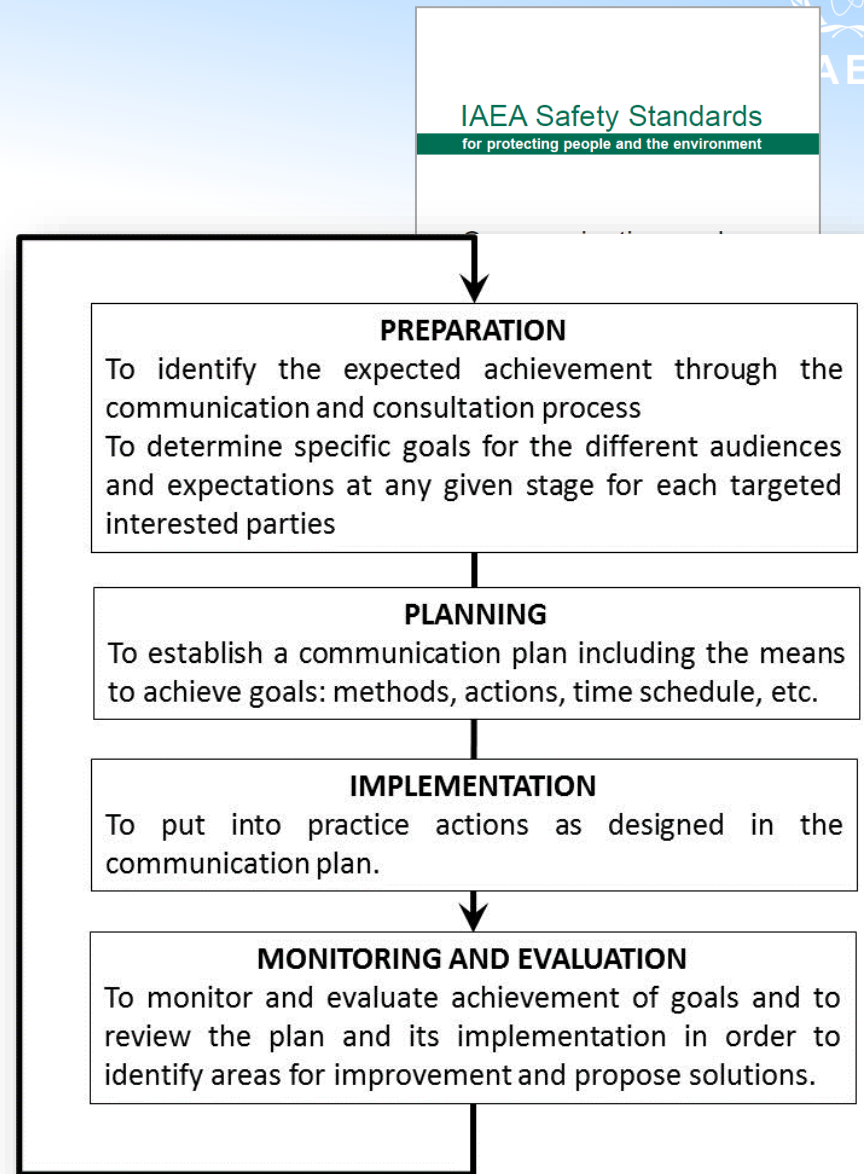 IAEA Safety Standards
for protecting people and the environment
PREPARATION
To identify the expected achievement through the
communication and consultation process
To determine specific goals for the different audiences
and expectations at any given stage for each targeted
interested parties
PLANNING
To establish a communication plan including the means
to achieve goals: methods, actions, time schedule, etc.
IMPLEMENTATION
To put into practice actions as designed in the
communication plan.
MONITORING AND EVALUATION
To monitor and evaluate achievement of goals and to
review the plan and its implementation in order to
identify areas for improvement and propose solutions.